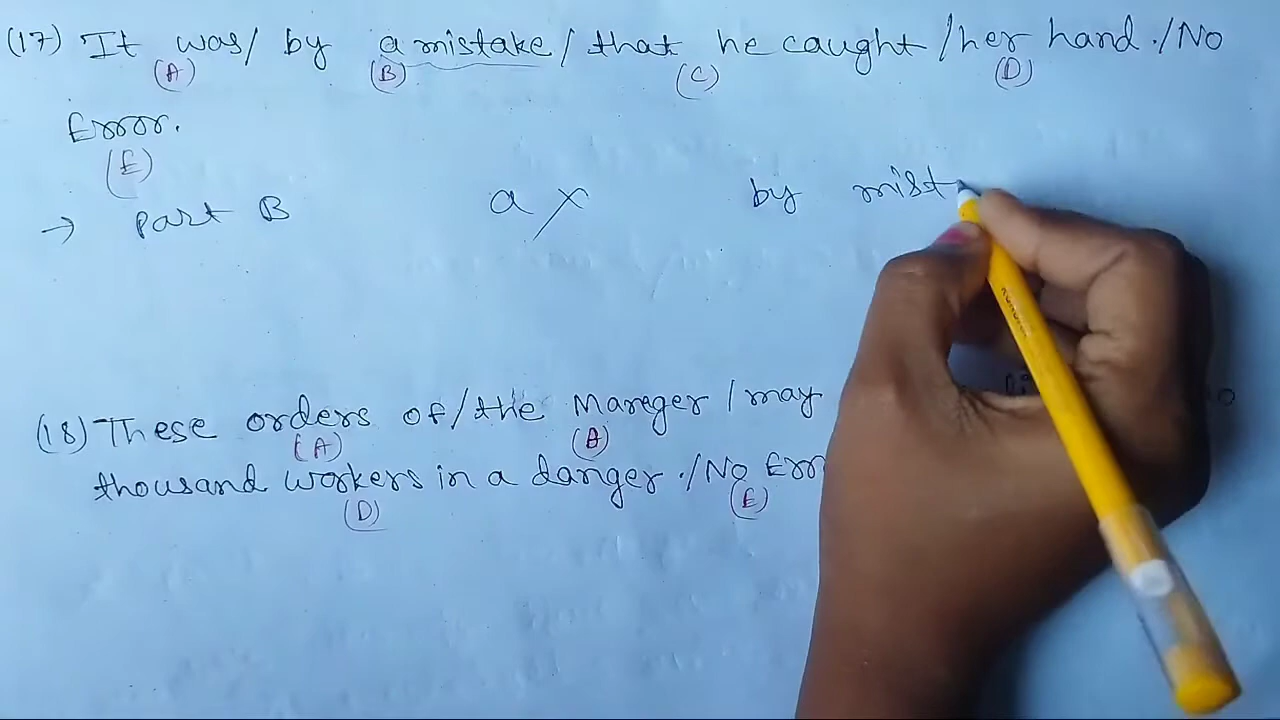 (17) It was/ by a mistake/ that he caught /her hand./No
(A) (B) (C) (D)
Error.
(E)
→ Part B a × by mist
(18) These orders of/the Maneger /may
(A) (B)
thousand workers in a danger./No Err
(D) (E)